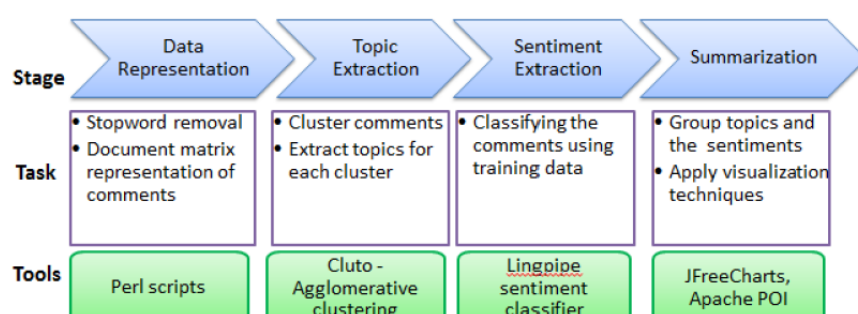 Data
Representation
Topic
Extraction
Sentiment
Extraction
Summarization
Stage
• Stopword removal
• Document matrix
representation of
comments
• Cluster comments
• Extract topics for
each cluster
• Classifying the
comments using
training data
• Group topics and
the sentiments
• Apply visualization
techniques
Task
Tools
Perl scripts
Cluto -
Agglomerative
clustering
Lingpipe
sentiment
classifier
JFreeCharts,
Apache POI